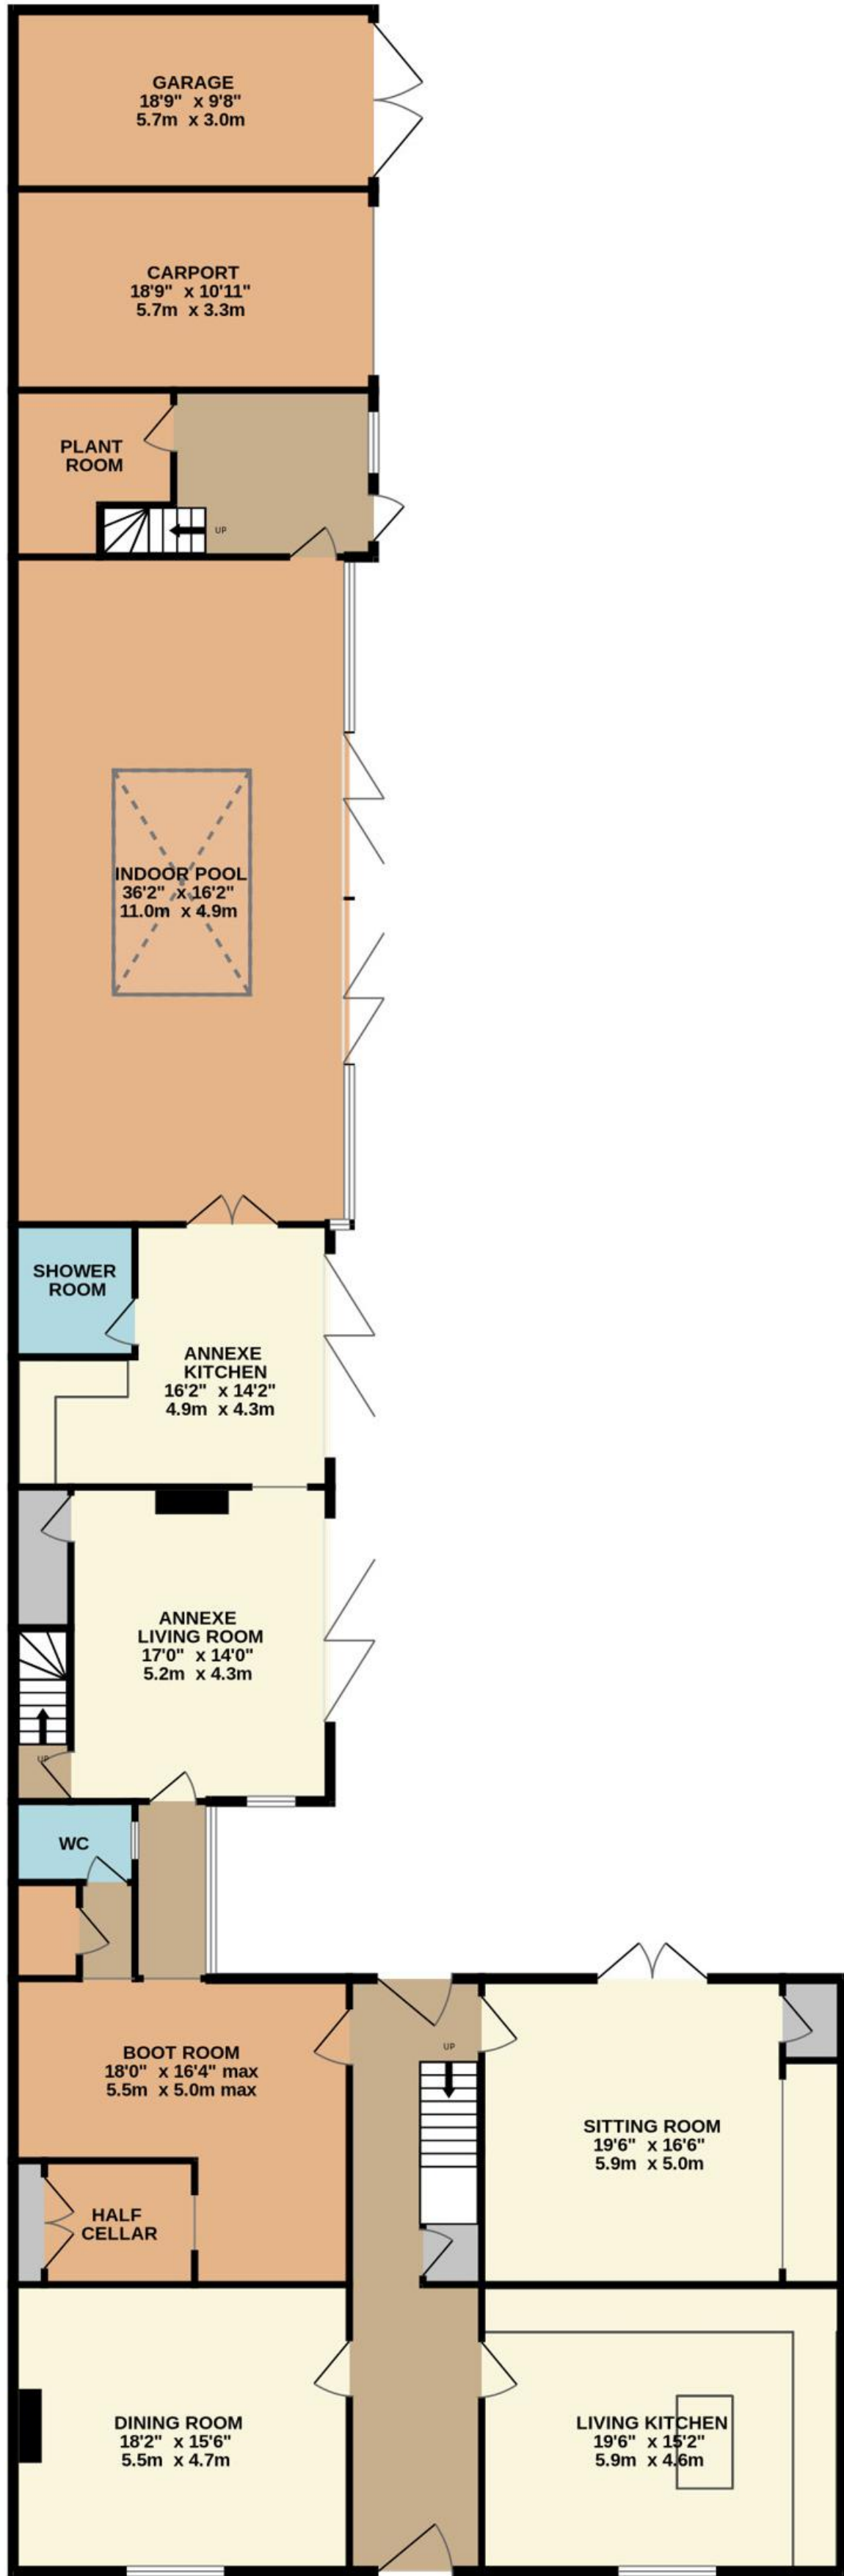 GARAGE
18'9" x 9'8"
5.7m x 3.0m
CARPORT
18'9" x 10'11"
5.7m x 3.3m
PLANT
ROOM
UP
INDOOR POOL
36'2" x 16'2"
11.0m x 4.9m
SHOWER
ROOM
ANNEXE
KITCHEN
16'2" x 14'2"
4.9m x 4.3m
ANNEXE
LIVING ROOM
17'0" x 14'0"
5.2m x 4.3m
UP
WC
BOOT ROOM
18'0" x 16'4" max
5.5m x 5.0m max
UP
SITTING ROOM
19'6" x 16'6"
5.9m x 5.0m
HALF
CELLAR
DINING ROOM
18'2" x 15'6"
5.5m x 4.7m
LIVING KITCHEN
19'6" x 15'2"
5.9m x 4.6m